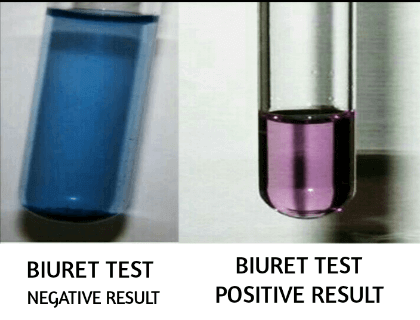 BIURET TEST
NEGATIVE RESULT
BIURET TEST
POSITIVE RESULT